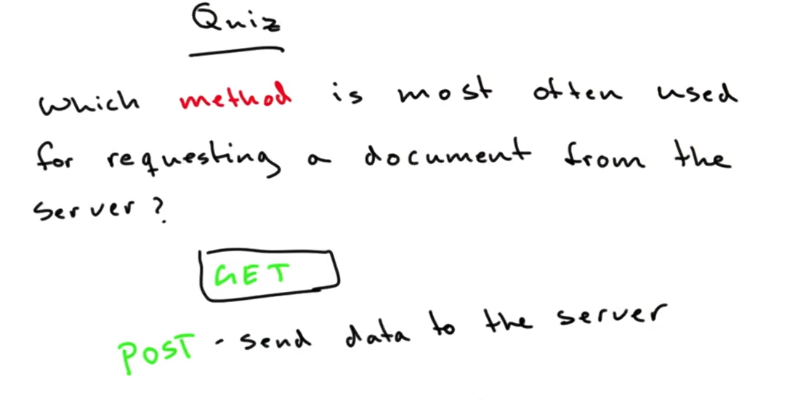 Quiz
Which method is most often used
for requesting a document from the
server?
GET
POST - send data to the server